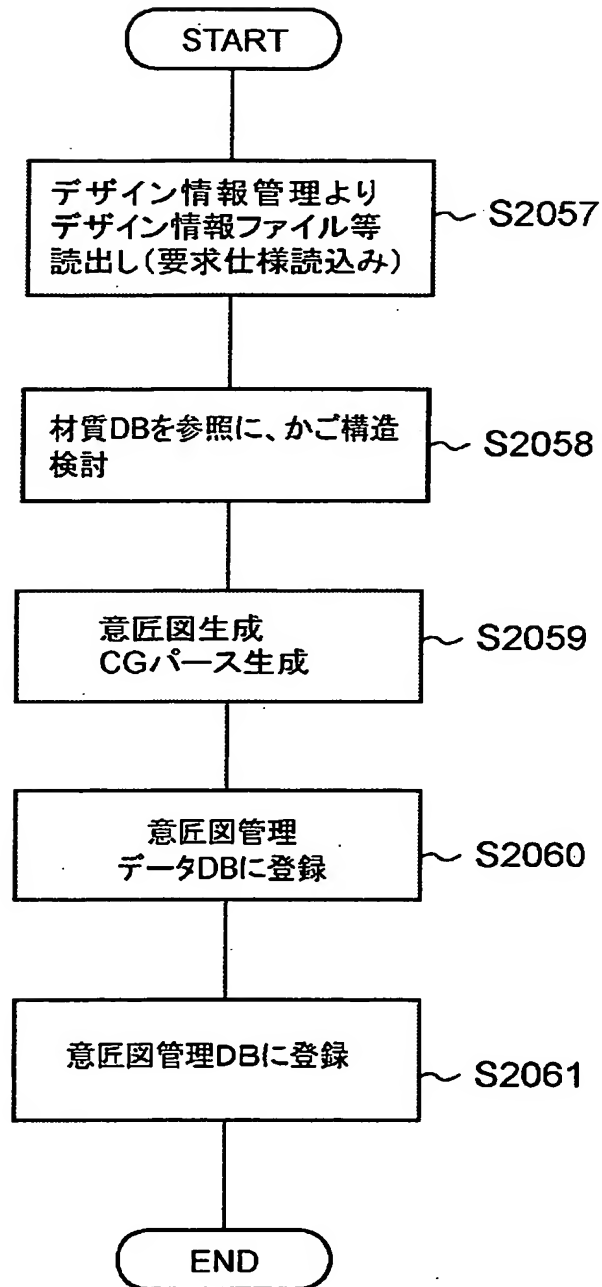 START
デザイン情報管理より
デザイン情報ファイル等
読出し(要求仕様読込み)
S2057
材質DBを参照に、かご構造
検討
S2058
意匠図生成
CGパース生成
S2059
意匠図管理
データDBに登録
S2060
意匠図管理DBに登録
S2061
END